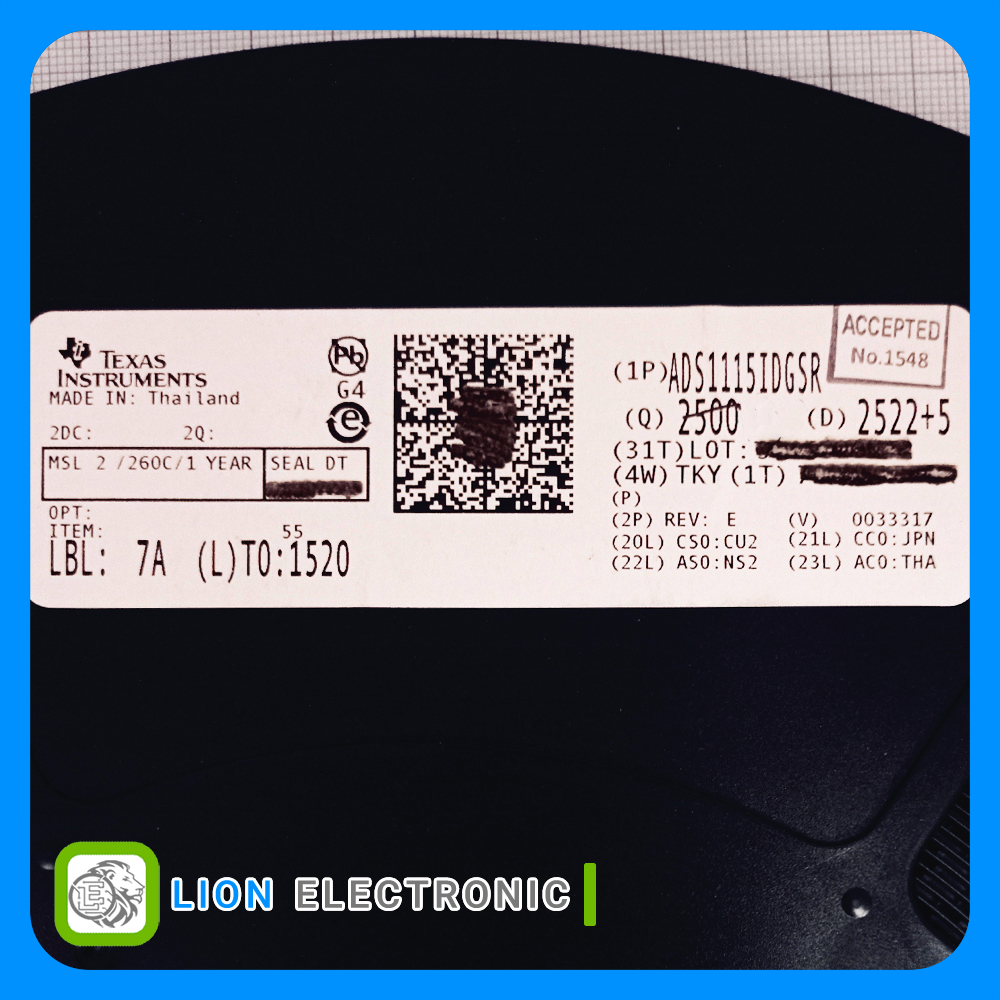 TEXAS
INSTRUMENTS
MADE IN: Thailand
2DC: 2Q:
MSL 2 /260C/1 YEAR
SEAL DT
OPT:
ITEM: 55
LBL: 7A (L)TO:1520
Pb
G4
e
ACCEPTED
No.1548
(1P)ADS1115IDGSR
(Q) 2500 (D) 2522+5
(31T)LOT:
(4W) TKY (1T)
(P)
(2P) REV: E (V) 0033317
(20L) CSO:CU2 (21L) CCO:JPN
(22L) ASO:NS2 (23L) ACO:THA
LION ELECTRONIC